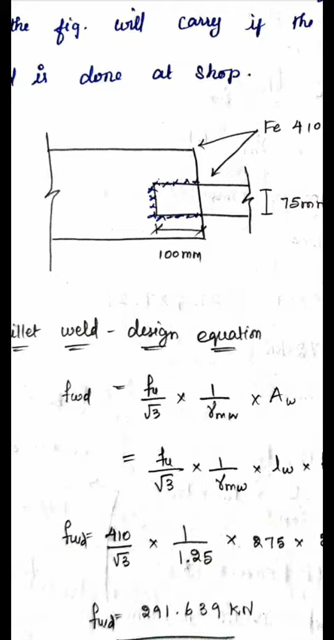 the fig. will carry if the
is done at shop.
Fe 410
75mm
100mm
fillet weld - design equation
fwd = fu/√3 × 1/γmw × Aw
= fu/√3 × 1/γmw × lw ×
fwd = 410/√3 × 1/1.25 × 275 ×
fwd = 291.639 KN.